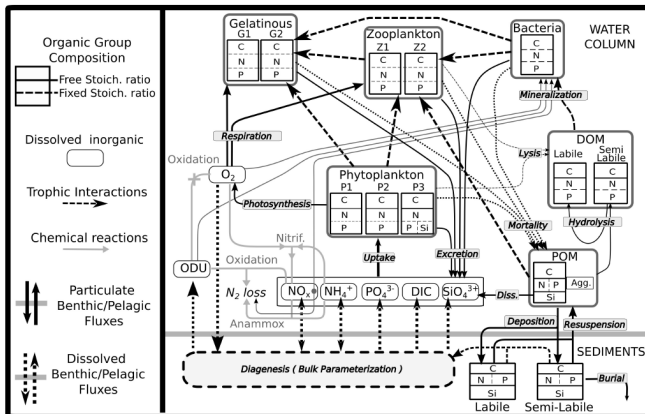 Organic Group
Composition
Free Stoich. ratio
Fixed Stoich. ratio
Dissolved inorganic
Trophic Interactions
Chemical reactions
Particulate
Benthic/Pelagic
Fluxes
Dissolved
Benthic/Pelagic
Fluxes
Gelatinous
G1 G2
C C
N N
P P
Zooplankton
Z1 Z2
C C
N N
P P
Bacteria
C
N
P
WATER
COLUMN
Mineralization
Respiration
Oxidation
O2
Photosynthesis
Phytoplankton
P1 P2 P3
C C C
N N N
P P P Si
Lysis
DOM
Labile Semi Labile
C C
N N
P P
Hydrolysis
Mortality
Nitrif.
Uptake
Excretion
POM
C
N P
Si
Agg.
ODU
Oxidation
N2 loss
Anammox
NOx NH4+ PO43- DIC SiO43+
Diss.
Deposition
Resuspension
SEDIMENTS
Diagenesis ( Bulk Parameterization )
C
N P
Si
Labile
C
N P
Si
Semi-Labile
Burial